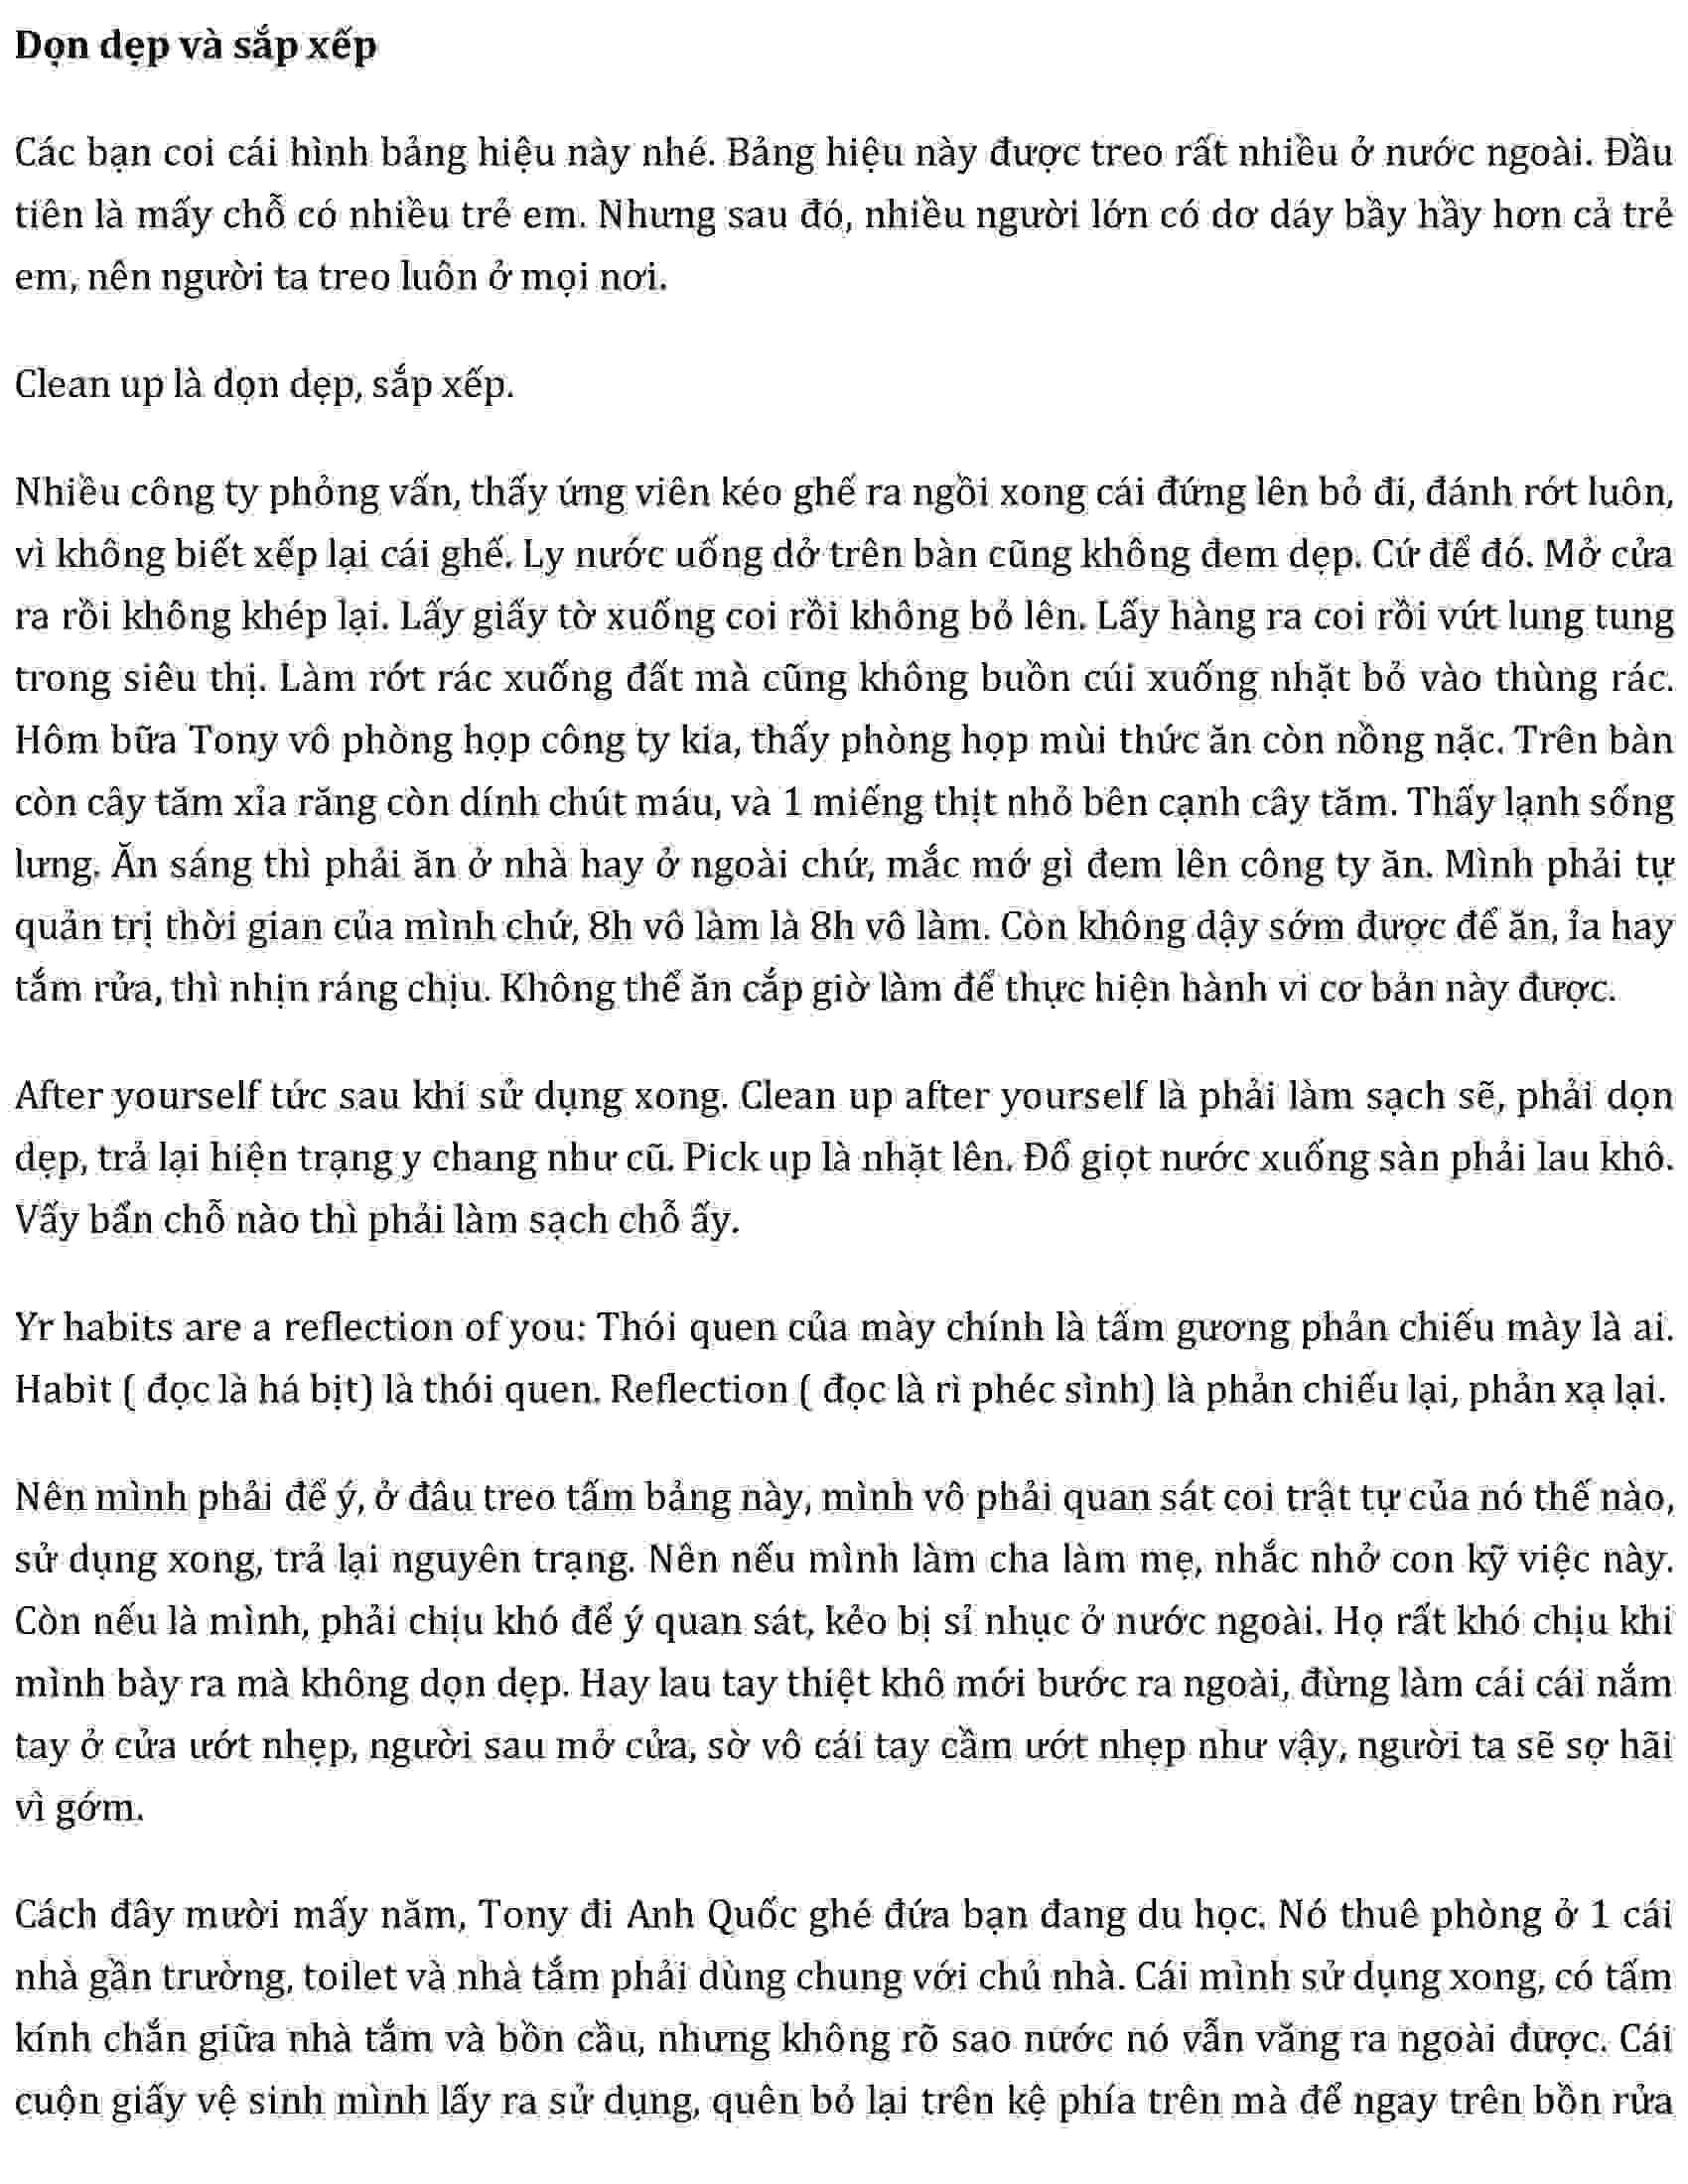 Dọn dẹp và sắp xếp
Các bạn coi cái hình bảng hiệu này nhé. Bảng hiệu này được treo rất nhiều ở nước ngoài. Đầu
tiên là mấy chỗ có nhiều trẻ em. Nhưng sau đó, nhiều người lớn có dơ dáy bầy hầy hơn cả trẻ
em, nên người ta treo luôn ở mọi nơi.
Clean up là dọn dẹp, sắp xếp.
Nhiều công ty phỏng vấn, thấy ứng viên kéo ghế ra ngồi xong cái đứng lên bỏ đi, đánh rớt luôn,
vì không biết xếp lại cái ghế. Ly nước uống dở trên bàn cũng không đem dẹp. Cứ để đó. Mở cửa
ra rồi không khép lại. Lấy giấy tờ xuống coi rồi không bỏ lên. Lấy hàng ra coi rồi vứt lung tung
trong siêu thị. Làm rớt rác xuống đất mà cũng không buồn cúi xuống nhặt bỏ vào thùng rác.
Hôm bữa Tony vô phòng họp công ty kia, thấy phòng họp mùi thức ăn còn nồng nặc. Trên bàn
còn cây tăm xỉa răng còn dính chút máu, và 1 miếng thịt nhỏ bên cạnh cây tăm. Thấy lạnh sống
lưng. Ăn sáng thì phải ăn ở nhà hay ở ngoài chứ, mắc mớ gì đem lên công ty ăn. Mình phải tự
quản trị thời gian của mình chứ, 8h vô làm là 8h vô làm. Còn không dậy sớm được để ăn, ỉa hay
tắm rửa, thì nhịn ráng chịu. Không thể ăn cắp giờ làm để thực hiện hành vi cơ bản này được.
After yourself tức sau khi sử dụng xong. Clean up after yourself là phải làm sạch sẽ, phải dọn
dẹp, trả lại hiện trạng y chang như cũ. Pick up là nhặt lên. Đổ giọt nước xuống sàn phải lau khô.
Vấy bẩn chỗ nào thì phải làm sạch chỗ ấy.
Yr habits are a reflection of you: Thói quen của mày chính là tấm gương phản chiếu mày là ai.
Habit ( đọc là há bịt) là thói quen. Reflection ( đọc là rì phéc sình) là phản chiếu lại, phản xạ lại.
Nên mình phải để ý, ở đâu treo tấm bảng này, mình vô phải quan sát coi trật tự của nó thế nào,
sử dụng xong, trả lại nguyên trạng. Nên nếu mình làm cha làm mẹ, nhắc nhở con kỹ việc này.
Còn nếu là mình, phải chịu khó để ý quan sát, kẻo bị sỉ nhục ở nước ngoài. Họ rất khó chịu khi
mình bày ra mà không dọn dẹp. Hay lau tay thiệt khô mới bước ra ngoài, đừng làm cái cái nắm
tay ở cửa ướt nhẹp, người sau mở cửa, sờ vô cái tay cầm ướt nhẹp như vậy, người ta sẽ sợ hãi
vì gớm.
Cách đây mười mấy năm, Tony đi Anh Quốc ghé đứa bạn đang du học. Nó thuê phòng ở 1 cái
nhà gần trường, toilet và nhà tắm phải dùng chung với chủ nhà. Cái mình sử dụng xong, có tấm
kính chắn giữa nhà tắm và bồn cầu, nhưng không rõ sao nước nó vẫn văng ra ngoài được. Cái
cuộn giấy vệ sinh mình lấy ra sử dụng, quên bỏ lại trên kệ phía trên mà để ngay trên bồn rửa